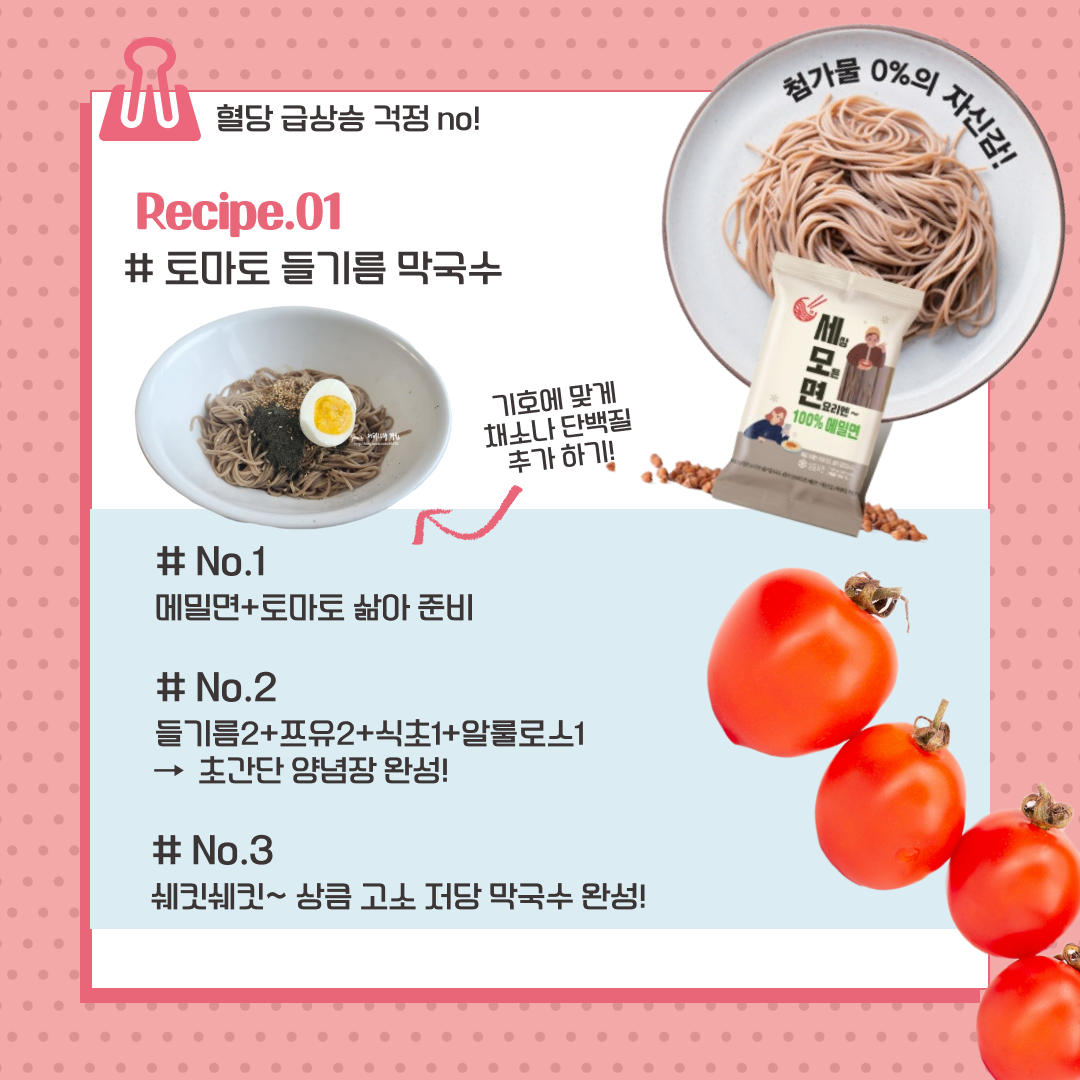 혈당 급상승 걱정 no!
첨가물 0%의 자신감!
Recipe.01
# 토마토 들기름 막국수
세상
모든
면요리엔~
100% 메밀면
기호에 맞게
채소나 단백질
추가 하기!
# No.1
메밀면+토마토 삶아 준비
# No.2
들기름2+쯔유2+식초1+알룰로스1
→ 초간단 양념장 완성!
# No.3
쉐킷쉐킷~ 상큼 고소 저당 막국수 완성!